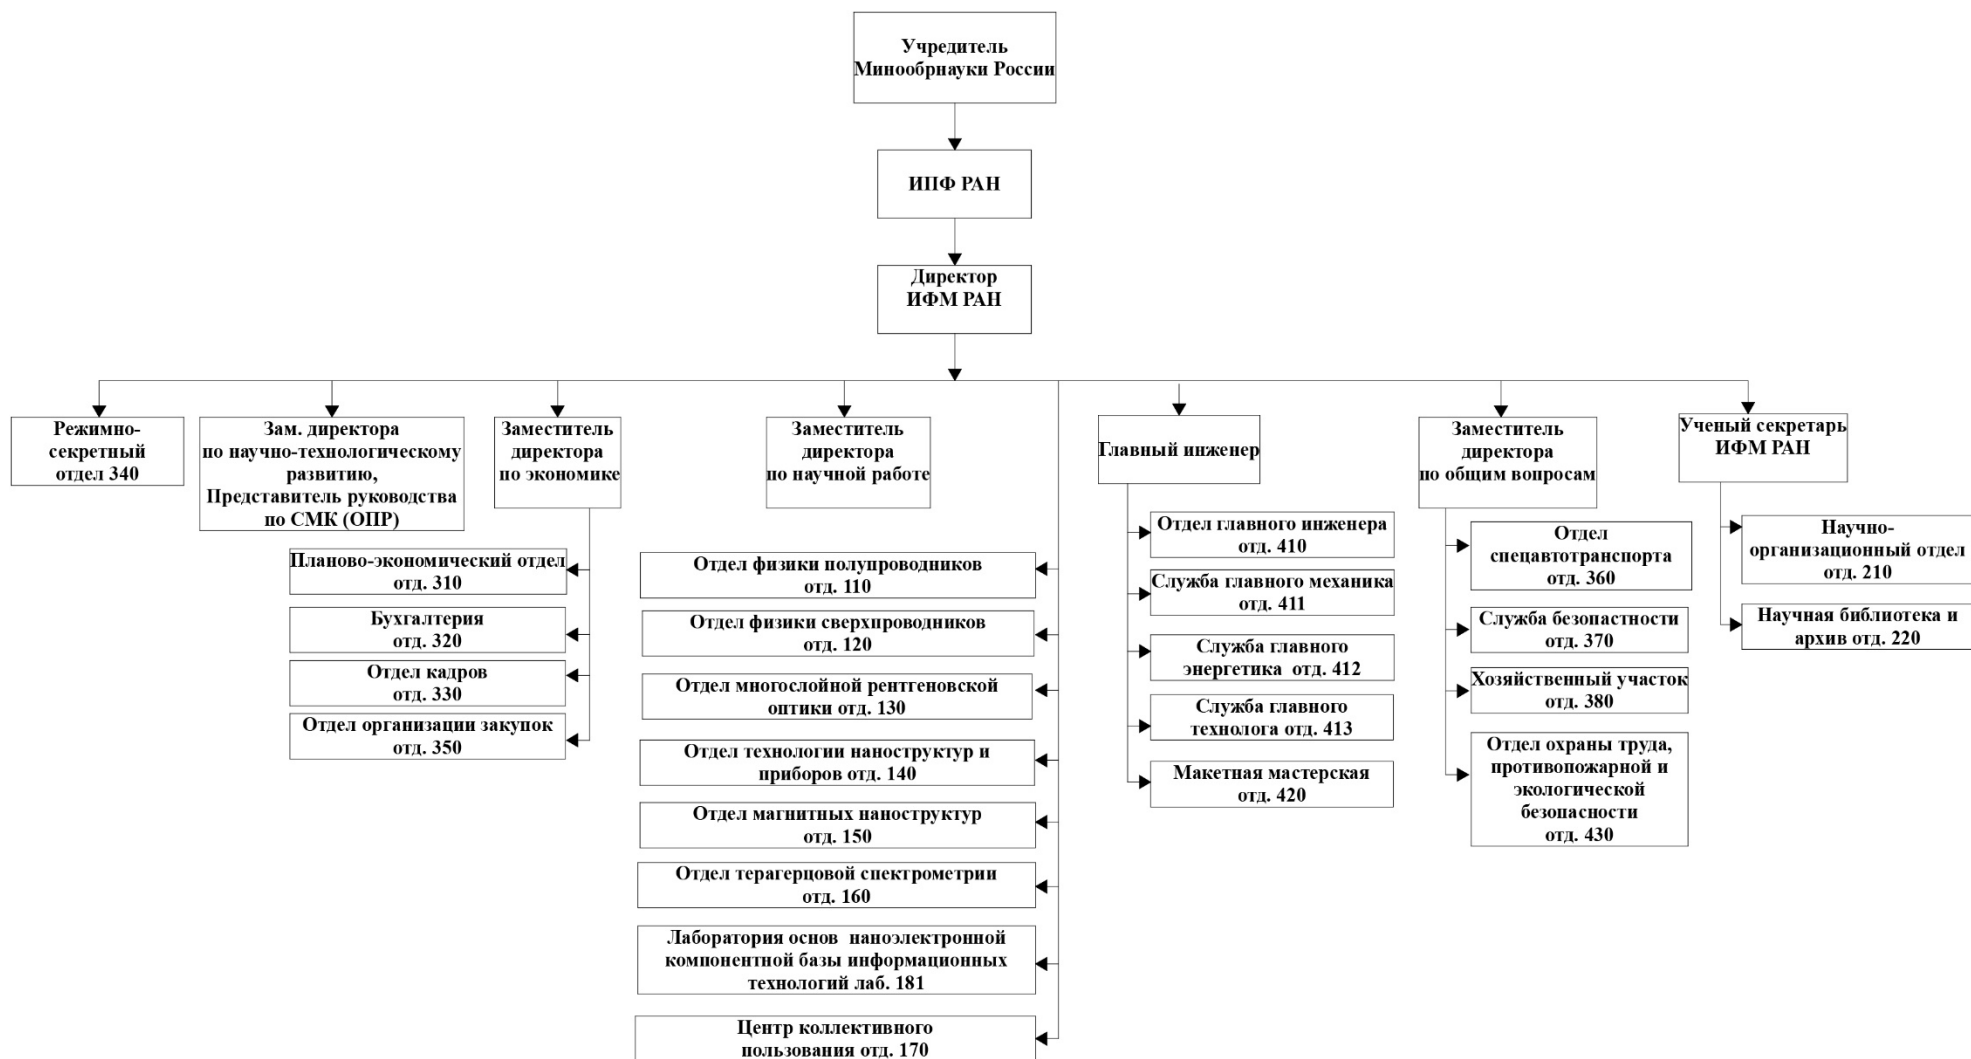 Учредитель
Минообрнауки России
ИПФ РАН
Директор
ИФМ РАН
Режимно-
секретный
отдел 340
Зам. директора
по научно-технологическому
развитию,
Представитель руководства
по СМК (ОПР)
Заместитель
директора
по экономике
Заместитель
директора
по научной работе
Главный инженер
Заместитель
директора
по общим вопросам
Ученый секретарь
ИФМ РАН
Планово-экономический отдел
отд. 310
Бухгалтерия
отд. 320
Отдел кадров
отд. 330
Отдел организации закупок
отд. 350
Отдел физики полупроводников
отд. 110
Отдел физики сверхпроводников
отд. 120
Отдел многослойной рентгеновской
оптики отд. 130
Отдел технологии наноструктур и
приборов отд. 140
Отдел магнитных наноструктур
отд. 150
Отдел терагерцовой спектрометрии
отд. 160
Лаборатория основ наноэлектронной
компонентной базы информационных
технологий лаб. 181
Центр коллективного
пользования отд. 170
Отдел главного инженера
отд. 410
Служба главного механика
отд. 411
Служба главного
энергетика отд. 412
Служба главного
технолога отд. 413
Макетная мастерская
отд. 420
Отдел
спецавтотранспорта
отд. 360
Служба безопастности
отд. 370
Хозяйственный участок
отд. 380
Отдел охраны труда,
противопожарной и
экологической
безопасности
отд. 430
Научно-
организационный отдел
отд. 210
Научная библиотека и
архив отд. 220